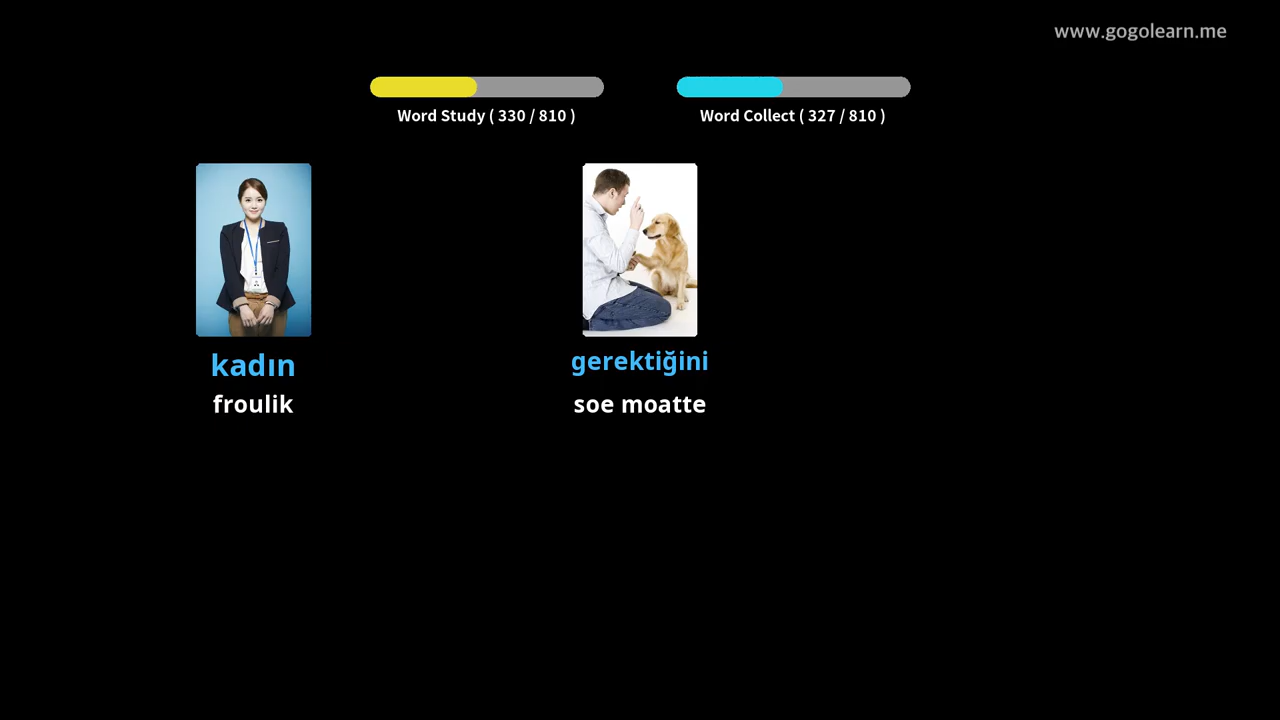 www.gogolearn.me
Word Study ( 330 / 810 )
Word Collect ( 327 / 810 )
kadın
froulik
gerektiğini
soe moatte